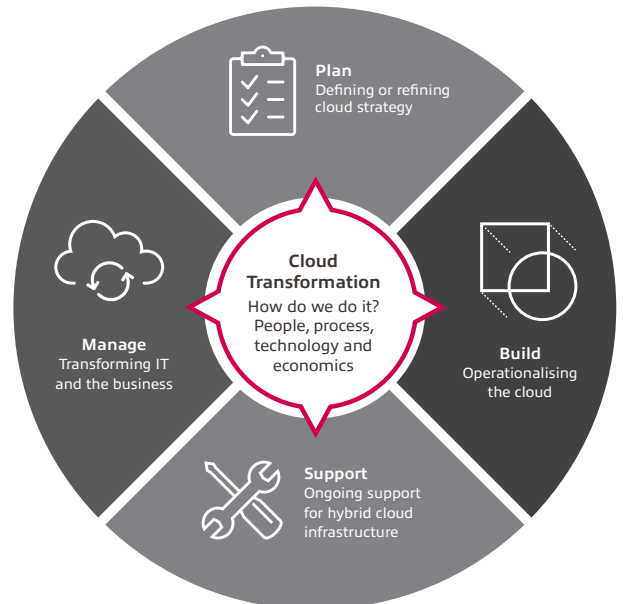 Plan
Defining or refining
cloud strategy
Cloud
Transformation
How do we do it?
People, process,
technology and
economics
Manage
Transforming IT
and the business
Build
Operationalising
the cloud
Support
Ongoing support
for hybrid cloud
infrastructure